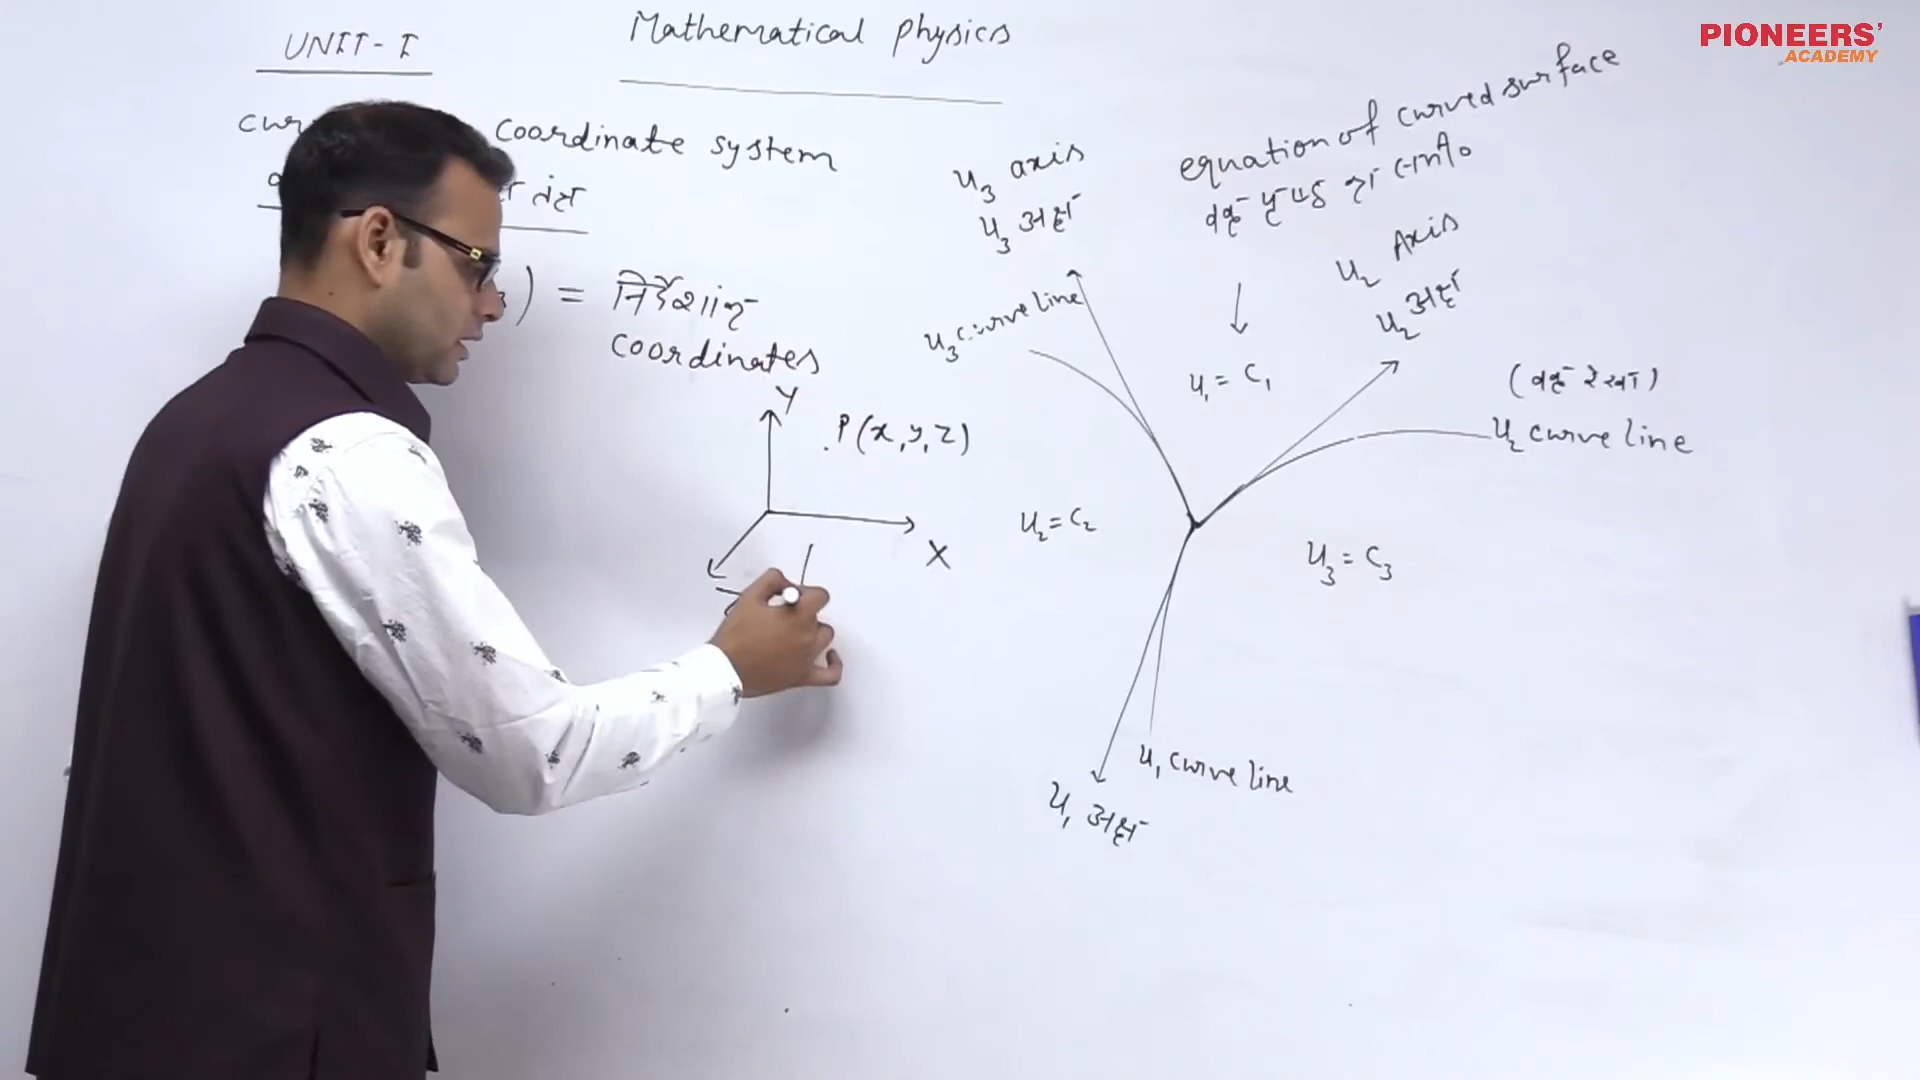 PIONEERS'
ACADEMY
UNIT-I
Mathematical Physics
coordinate system
तंत्र
) = निर्देशांक
coordinates
Y
.P(x,y,z)
X
equation of curved surface
वक्र पृष्ठ का समी०
u₁ = C₁
u₂ = C₂
u₃ = C₃
u₃ axis
u₃ अक्ष
u₃ curve line
u₂ Axis
u₂ अक्ष
(वक्र रेखा)
u₂ curve line
u₁ curve line
u₁ अक्ष